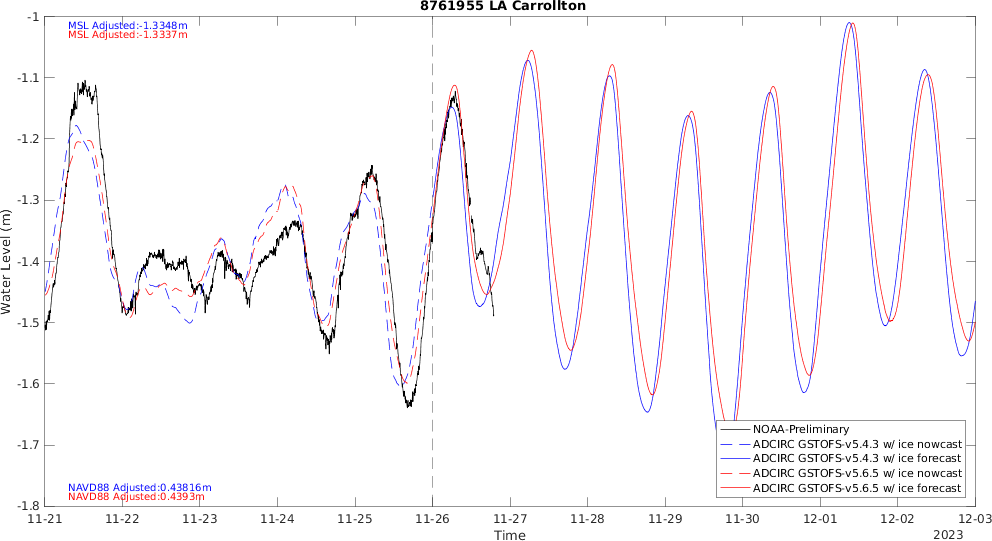 8761955 LA Carrollton
MSL Adjusted:-1.3348m
MSL Adjusted:-1.3337m
-1
-1.1
-1.2
-1.3
-1.4
-1.5
-1.6
-1.7
-1.8
Water Level (m)
NOAA-Preliminary
ADCIRC GSTOFS-v5.4.3 w/ ice nowcast
ADCIRC GSTOFS-v5.4.3 w/ ice forecast
ADCIRC GSTOFS-v5.6.5 w/ ice nowcast
ADCIRC GSTOFS-v5.6.5 w/ ice forecast
NAVD88 Adjusted:0.43816m
NAVD88 Adjusted:0.4393m
11-21 11-22 11-23 11-24 11-25 11-26 11-27 11-28 11-29 11-30 12-01 12-02 12-03
Time
2023